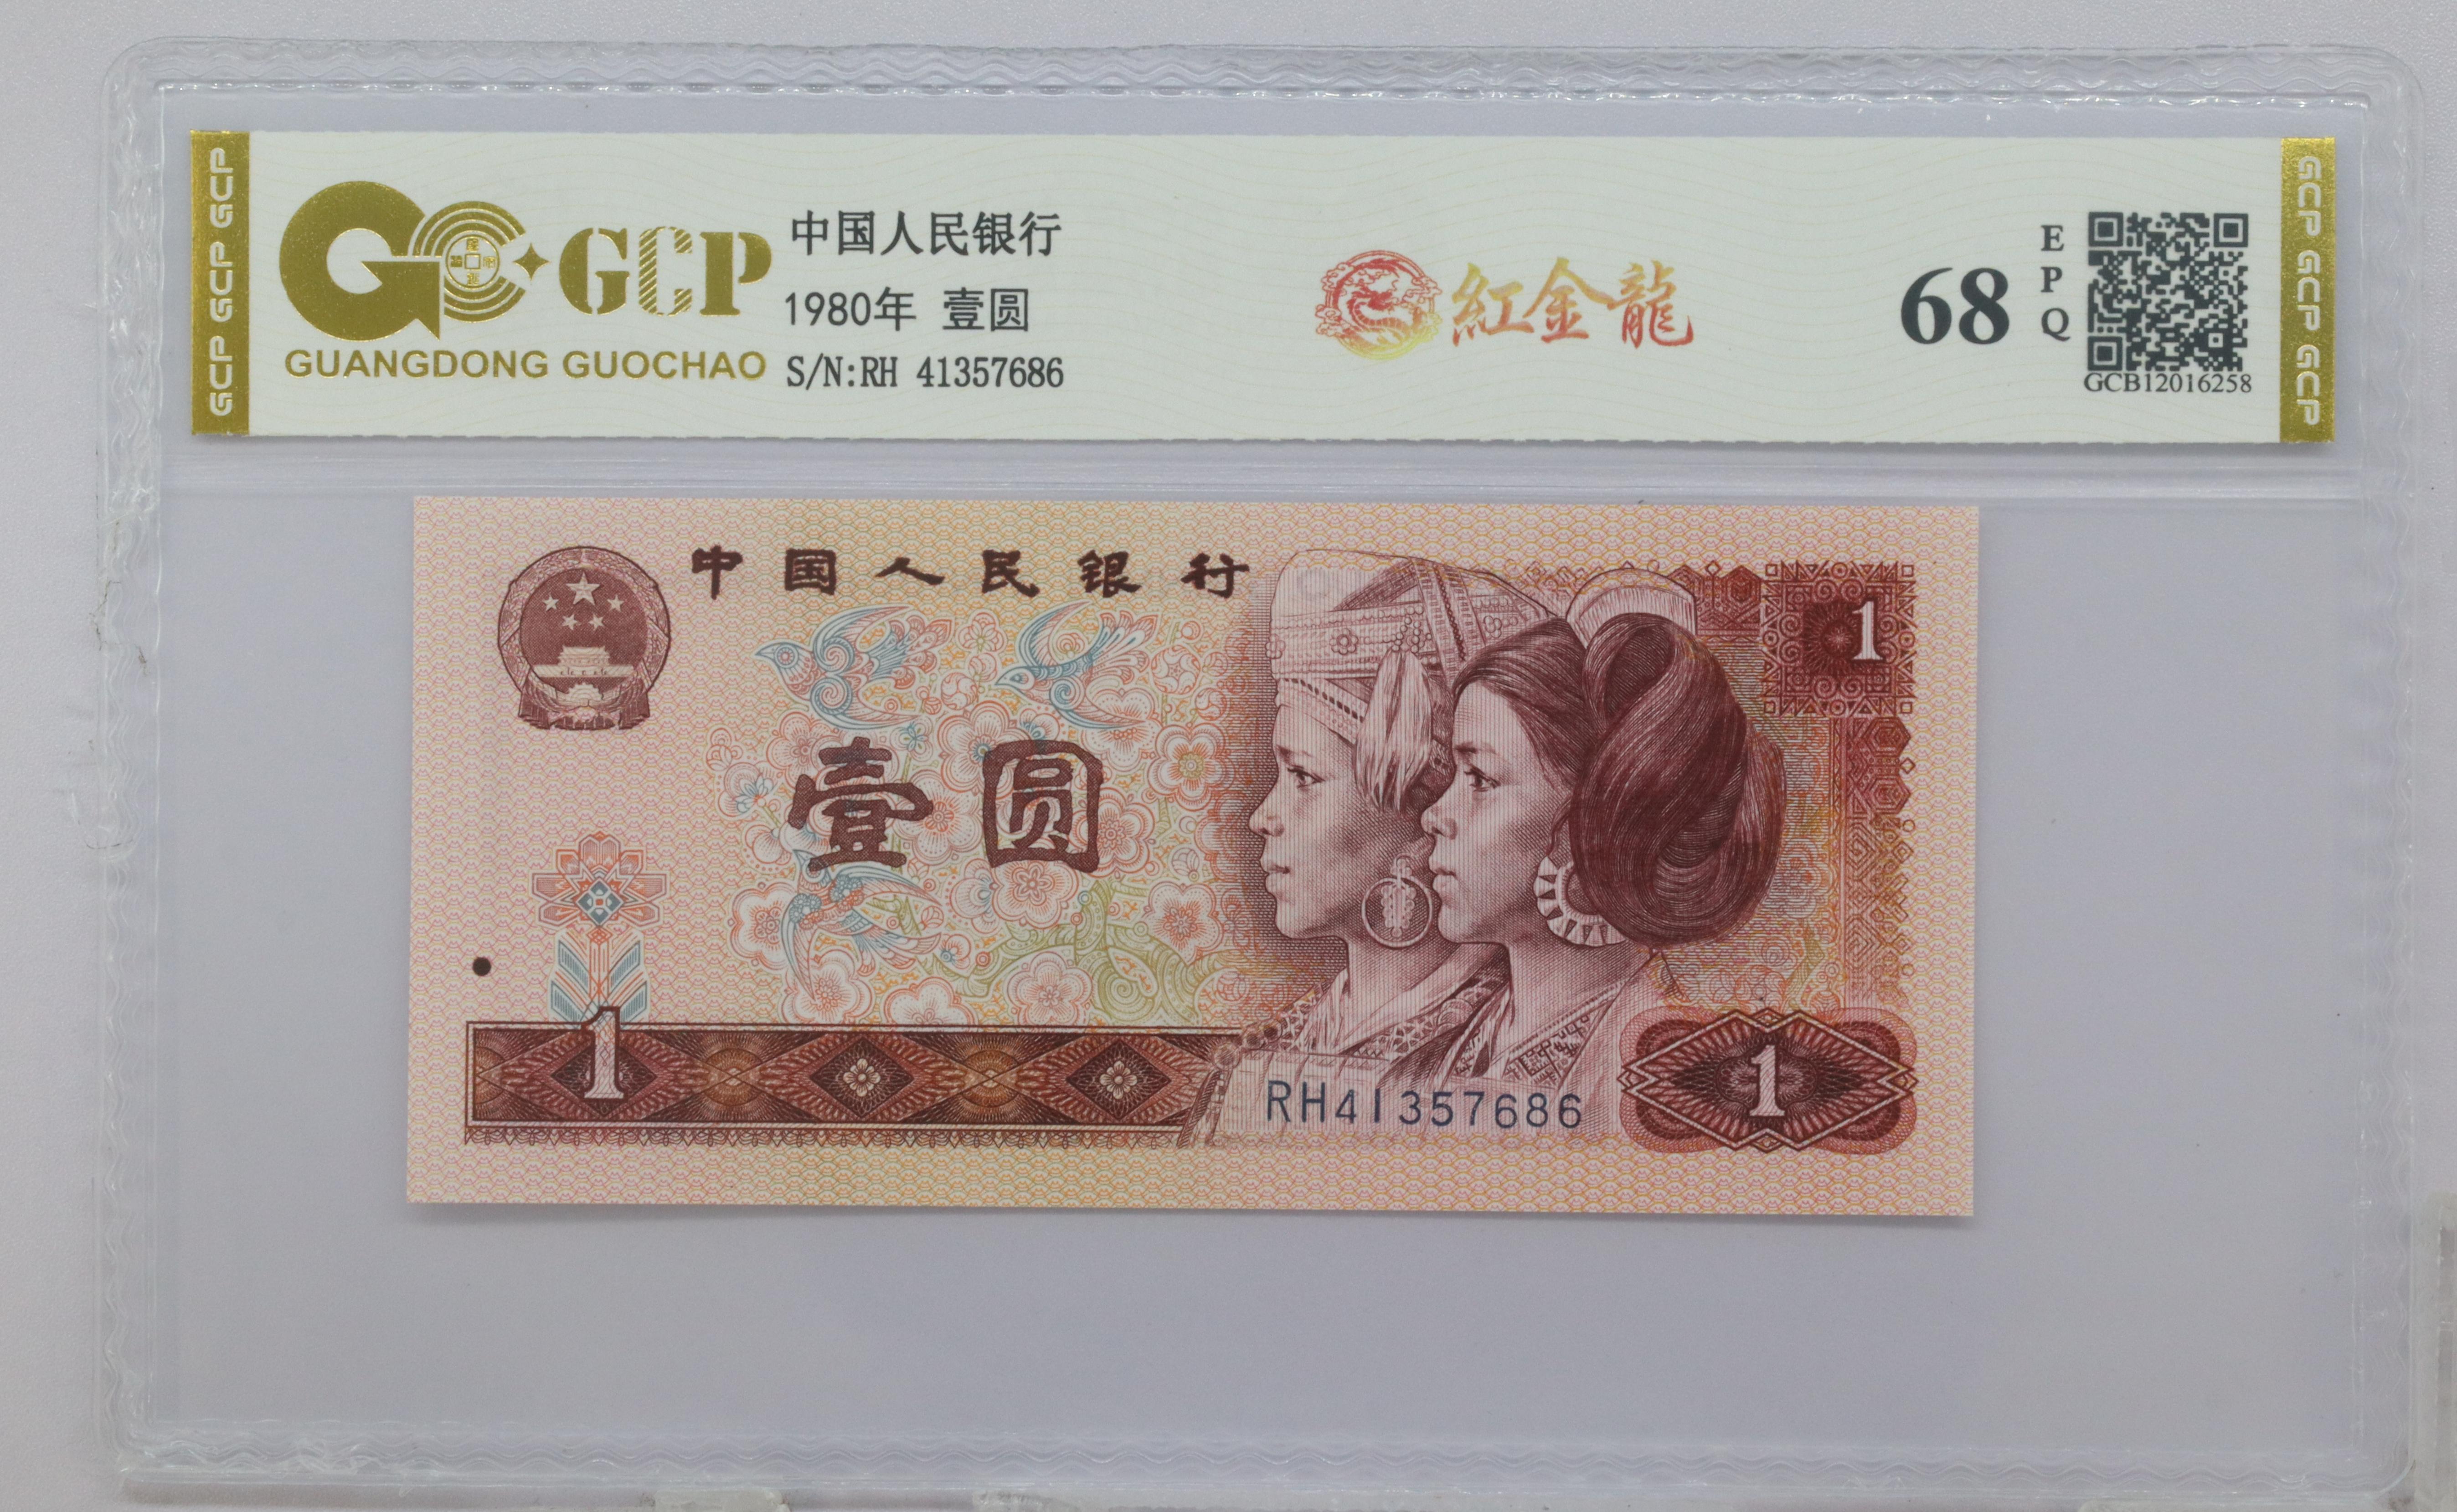 GCP GCP GCP
GCP
GUANGDONG GUOCHAO
中国人民银行
1980年 壹圆
S/N:RH 41357686
紅金龍
68
EPQ
GCB12016258
GCP GCP GCP
中国人民银行
1
壹圆
1
RH41357686
1